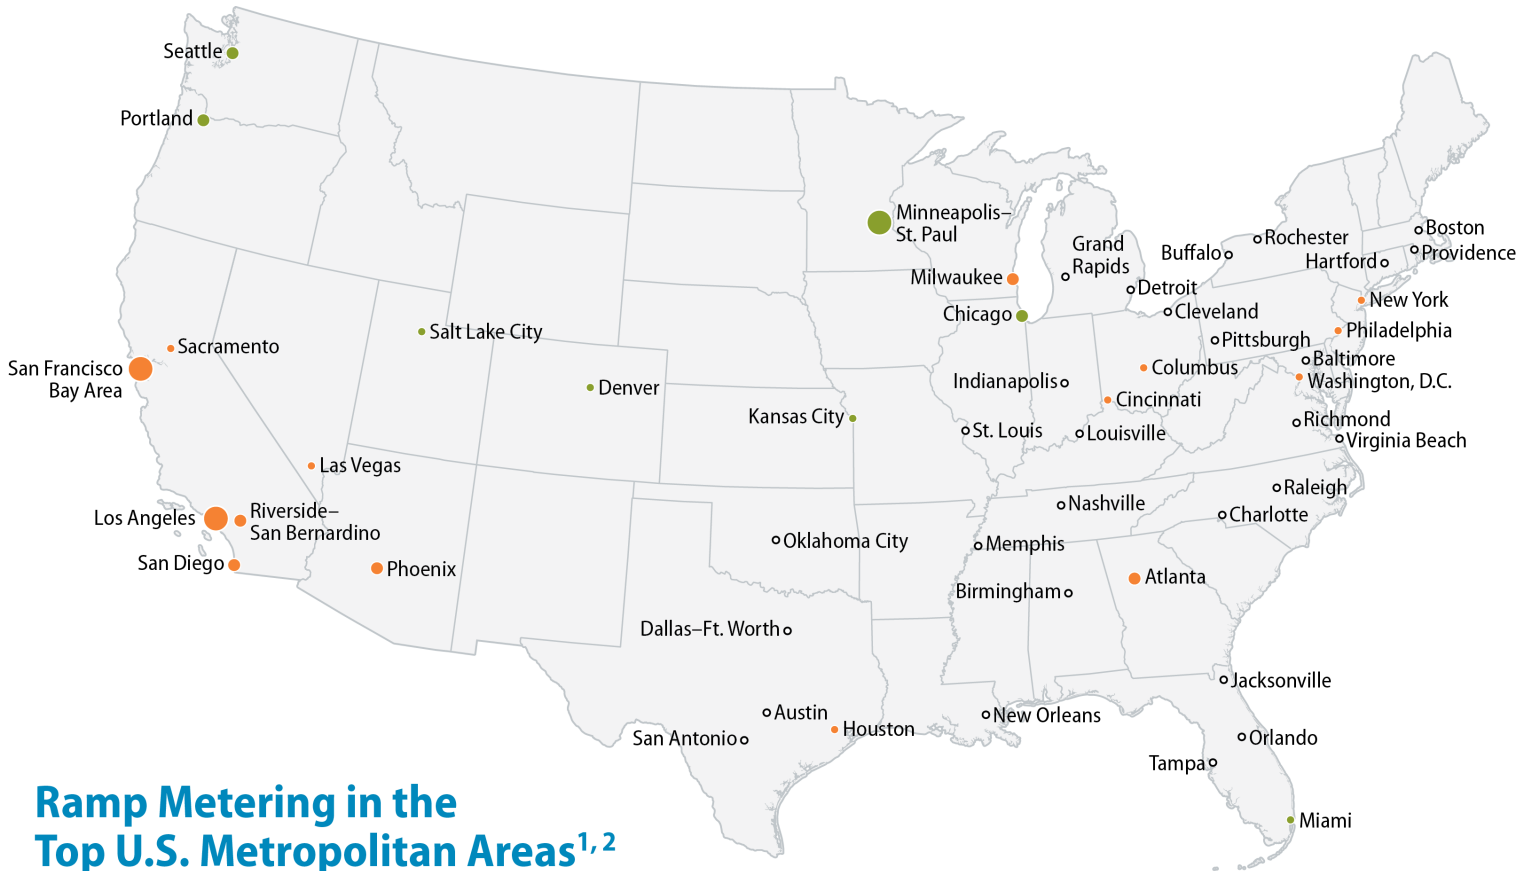 Seattle
Portland
Minneapolis–
St. Paul
Boston
Rochester
Grand
Rapids
Buffalo
Providence
Hartford
Milwaukee
Detroit
New York
Chicago
Cleveland
Salt Lake City
Philadelphia
Pittsburgh
Sacramento
Baltimore
San Francisco
Bay Area
Columbus
Washington, D.C.
Indianapolis
Denver
Cincinnati
Kansas City
Richmond
St. Louis
Louisville
Virginia Beach
Las Vegas
Raleigh
Nashville
Riverside–
San Bernardino
Charlotte
Los Angeles
Oklahoma City
Memphis
San Diego
Phoenix
Atlanta
Birmingham
Dallas–Ft. Worth
Jacksonville
Austin
New Orleans
Houston
San Antonio
Orlando
Tampa
Miami
Ramp Metering in the
Top U.S. Metropolitan Areas1, 2